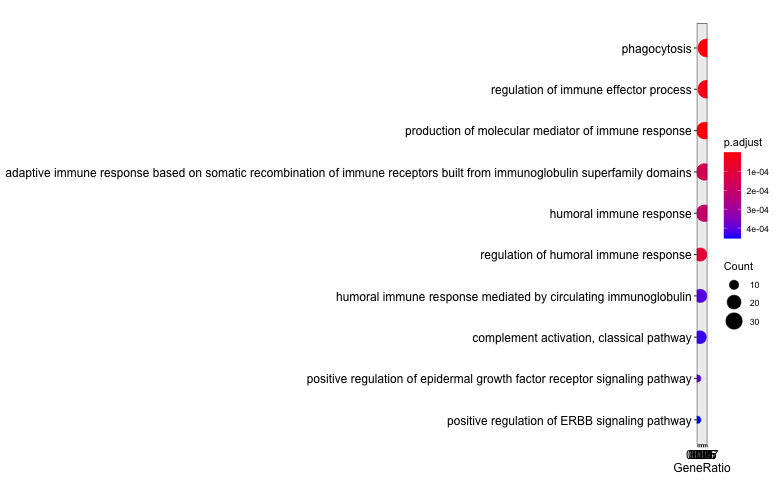 phagocytosis
regulation of immune effector process
production of molecular mediator of immune response
adaptive immune response based on somatic recombination of immune receptors built from immunoglobulin superfamily domains
humoral immune response
regulation of humoral immune response
humoral immune response mediated by circulating immunoglobulin
complement activation, classical pathway
positive regulation of epidermal growth factor receptor signaling pathway
positive regulation of ERBB signaling pathway
GeneRatio
p.adjust
1e-04
2e-04
3e-04
4e-04
Count
10
20
30